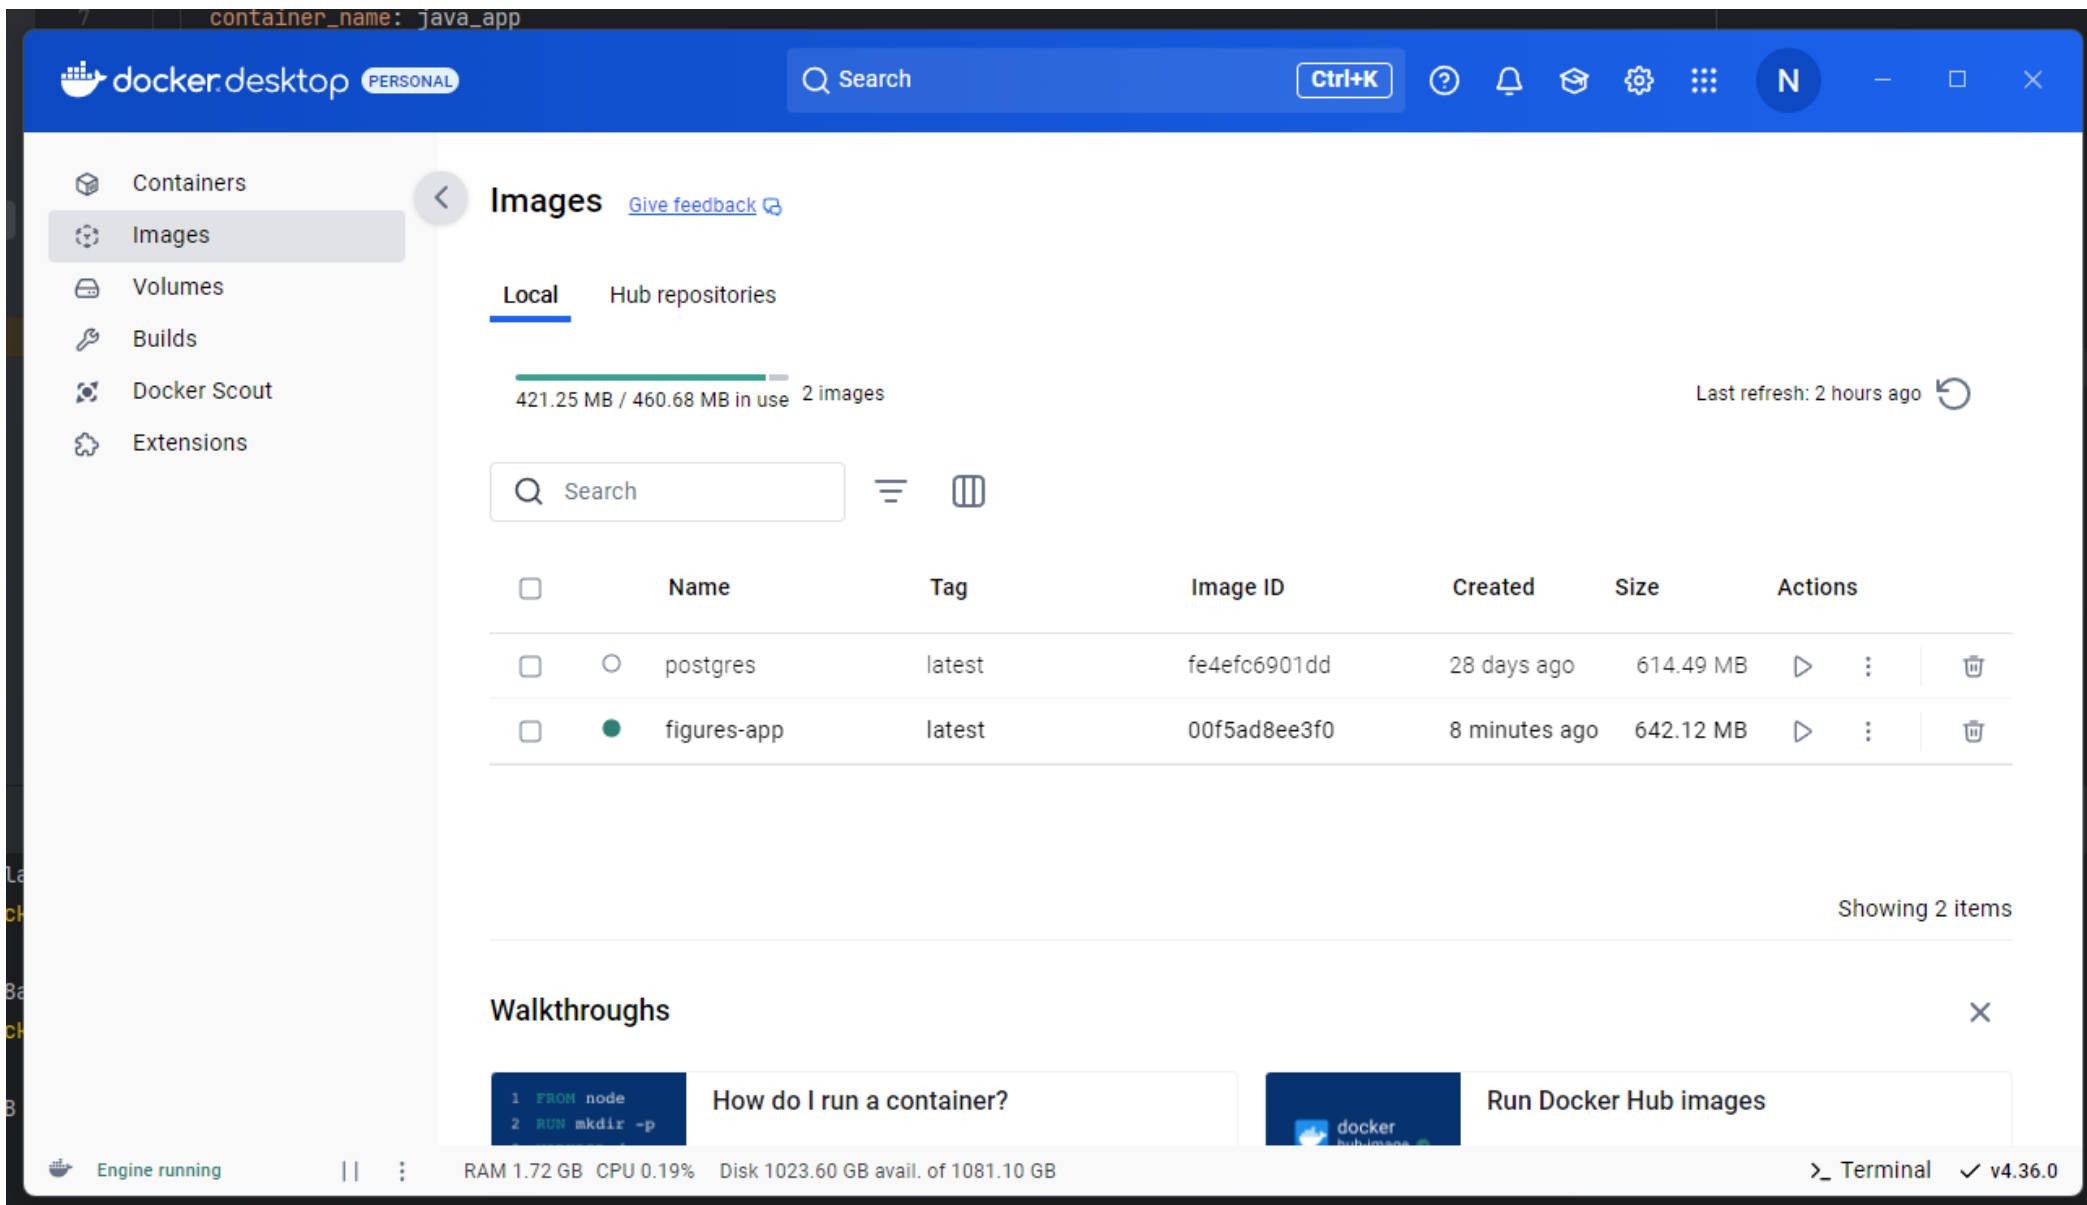 7 container_name: java_app
docker.desktop PERSONAL Search Ctrl+K N
Containers
Images
Volumes
Builds
Docker Scout
Extensions
Images Give feedback
Local Hub repositories
421.25 MB / 460.68 MB in use 2 images Last refresh: 2 hours ago
Search
Name Tag Image ID Created Size Actions
postgres latest fe4efc6901dd 28 days ago 614.49 MB
figures-app latest 00f5ad8ee3f0 8 minutes ago 642.12 MB
Showing 2 items
Walkthroughs
1 FROM node
2 RUN mkdir -p
How do I run a container?
docker
Run Docker Hub images
Engine running RAM 1.72 GB CPU 0.19% Disk 1023.60 GB avail. of 1081.10 GB >_ Terminal v4.36.0